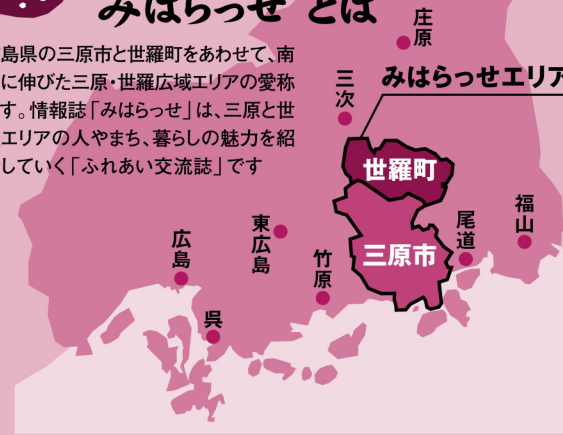 みはらっせ とは
島県の三原市と世羅町をあわせて、南
に伸びた三原・世羅広域エリアの愛称
す。情報誌「みはらっせ」は、三原と世
エリアの人やまち、暮らしの魅力を紹
していく「ふれあい交流誌」です
庄原
三次
みはらっせエリア
世羅町
三原市
福山
尾道
東広島
広島
竹原
呉